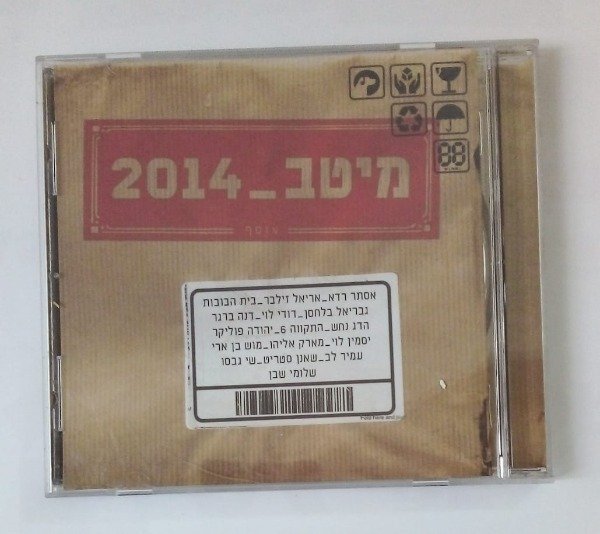 מיטב_2014
אוסף
אסתר רדא_אריאל זילבר_בית הבובות
גבריאל בלחסן_דודי לוי_דנה ברגר
הדג נחש_התקווה 6_יהודה פוליקר
יסמין לוי_מארק אליהו_מוש בן ארי
עמיר לב_שאנן סטריט_שי גבסו
שלומי שבן
88